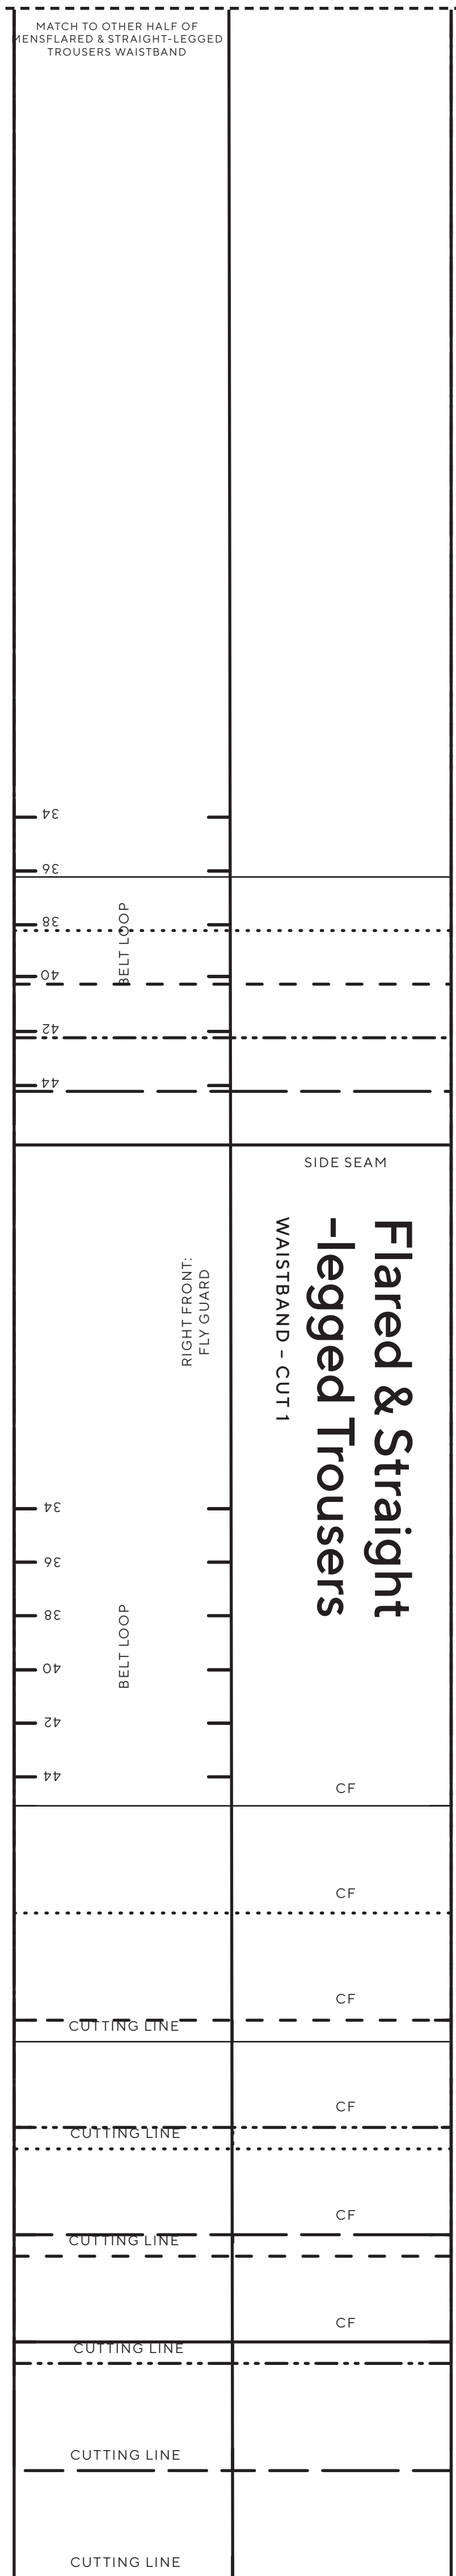 MATCH TO OTHER HALF OF
MENSFLARED & STRAIGHT-LEGGED
TROUSERS WAISTBAND
34
36
38
BELT LOOP
40
42
44
SIDE SEAM
Flared & Straight
-legged Trousers
WAISTBAND - CUT 1
RIGHT FRONT:
FLY GUARD
34
36
38
BELT LOOP
40
42
44
CF
CF
CF
CUTTING LINE
CF
CUTTING LINE
CF
CUTTING LINE
CF
CUTTING LINE
CUTTING LINE
CUTTING LINE